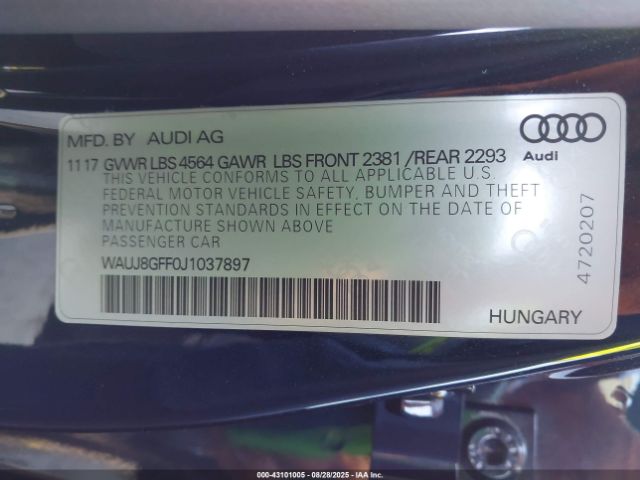 MFD. BY AUDI AG
11 17 GVWR LBS 4564 GAWR LBS FRONT 2381 / REAR 2293
THIS VEHICLE CONFORMS TO ALL APPLICABLE U.S.
FEDERAL MOTOR VEHICLE SAFETY, BUMPER AND THEFT
PREVENTION STANDARDS IN EFFECT ON THE DATE OF
MANUFACTURE SHOWN ABOVE
PASSENGER CAR
WAUJ8GFF0J1037897
Audi
4720207
HUNGARY
000-43101005 - 08/28/2025 - IAA Inc.